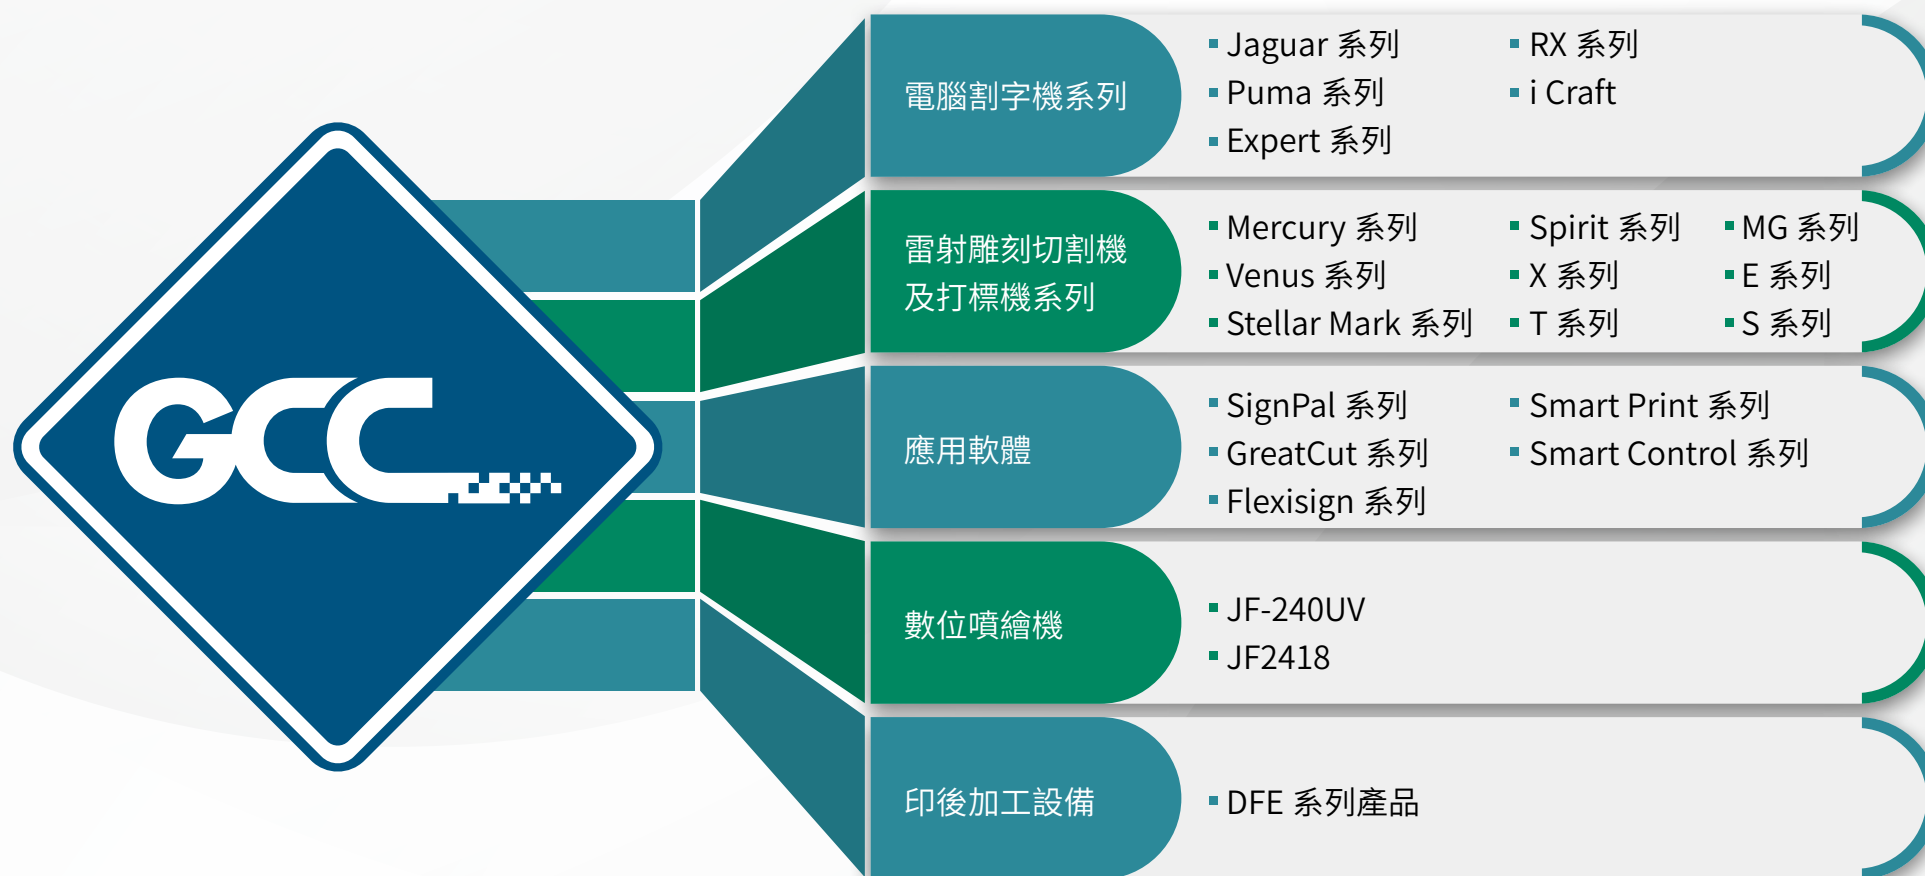 GCC
電腦割字機系列
Jaguar 系列
Puma 系列
Expert 系列
RX 系列
i Craft
雷射雕刻切割機
及打標機系列
Mercury 系列
Venus 系列
Stellar Mark 系列
Spirit 系列
X 系列
T 系列
MG 系列
E 系列
S 系列
應用軟體
SignPal 系列
GreatCut 系列
Flexisign 系列
Smart Print 系列
Smart Control 系列
數位噴繪機
JF-240UV
JF2418
印後加工設備
DFE 系列產品